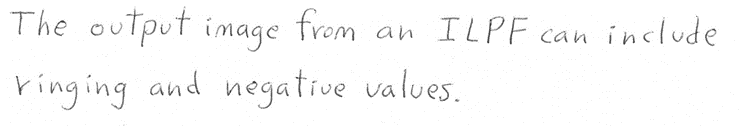 The output image from an ILPF can include
ringing and negative values.